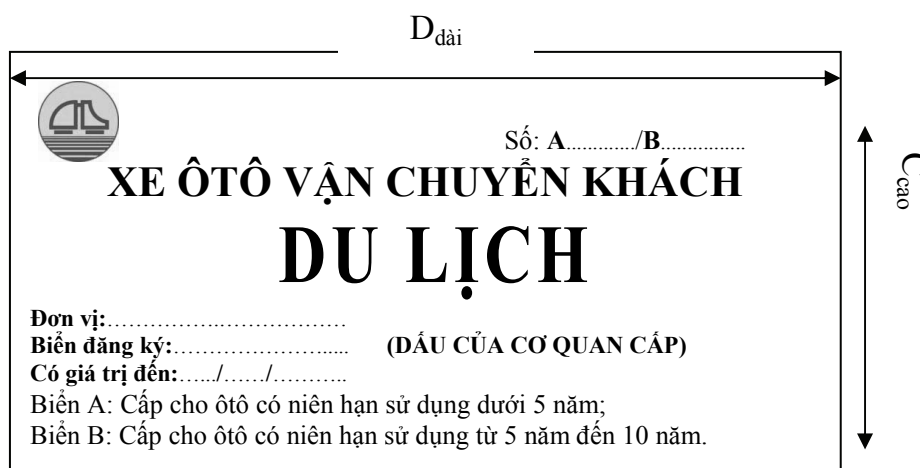 D dài
Số: A............./B................
XE ÔTÔ VẬN CHUYỂN KHÁCH
DU LỊCH
Đơn vị:……………..………………
Biển đăng ký:…………………...... (DẤU CỦA CƠ QUAN CẤP)
Có giá trị đến:…../……/………..
Biển A: Cấp cho ôtô có niên hạn sử dụng dưới 5 năm;
Biển B: Cấp cho ôtô có niên hạn sử dụng từ 5 năm đến 10 năm.
C cao